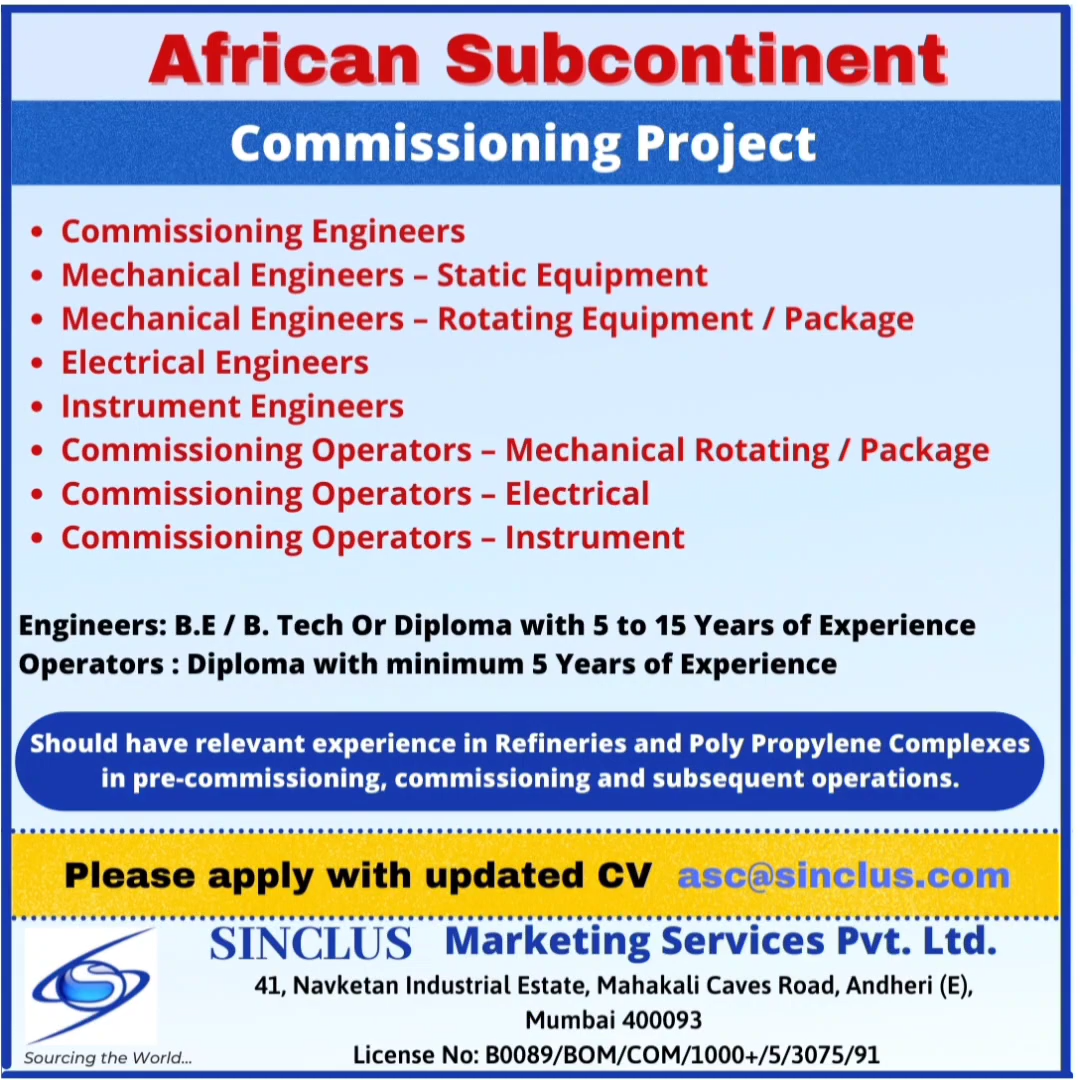 African Subcontinent
Commissioning Project
• Commissioning Engineers
• Mechanical Engineers – Static Equipment
• Mechanical Engineers – Rotating Equipment / Package
• Electrical Engineers
• Instrument Engineers
• Commissioning Operators – Mechanical Rotating / Package
• Commissioning Operators – Electrical
• Commissioning Operators – Instrument
Engineers: B.E / B. Tech Or Diploma with 5 to 15 Years of Experience
Operators : Diploma with minimum 5 Years of Experience
Should have relevant experience in Refineries and Poly Propylene Complexes
in pre-commissioning, commissioning and subsequent operations.
Please apply with updated CV asc@sinclus.com
SINCLUS Marketing Services Pvt. Ltd.
41, Navketan Industrial Estate, Mahakali Caves Road, Andheri (E),
Mumbai 400093
License No: B0089/BOM/COM/1000+/5/3075/91
Sourcing the World...